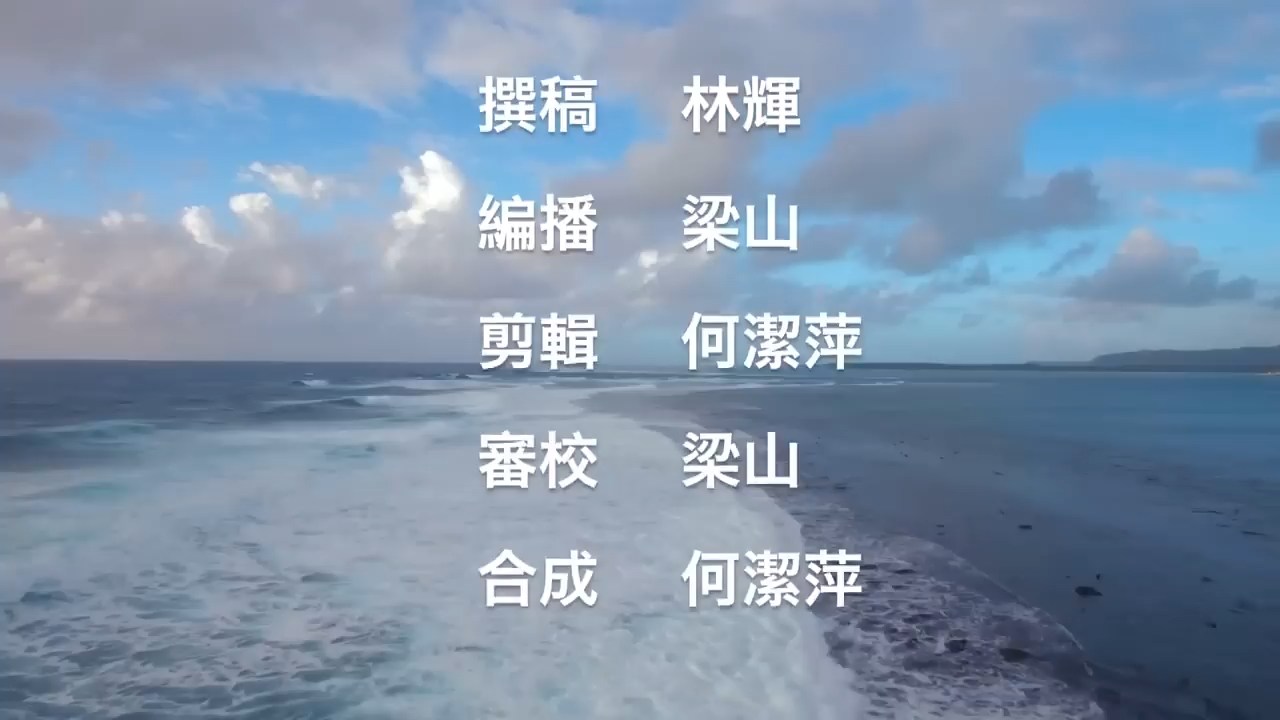 撰稿 林輝
編播 梁山
剪輯 何潔萍
審校 梁山
合成 何潔萍